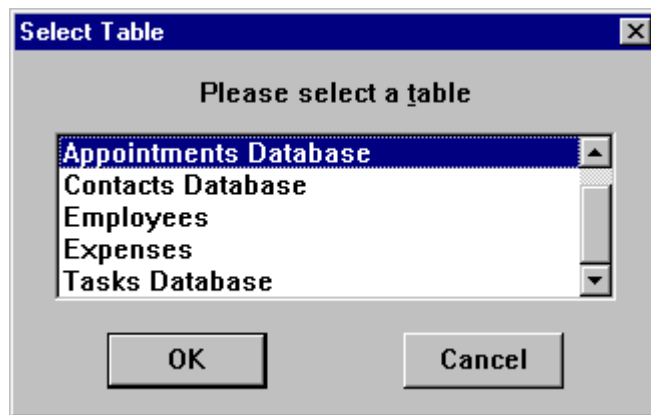 Select Table
Please select a table
Appointments Database
Contacts Database
Employees
Expenses
Tasks Database
OK
Cancel